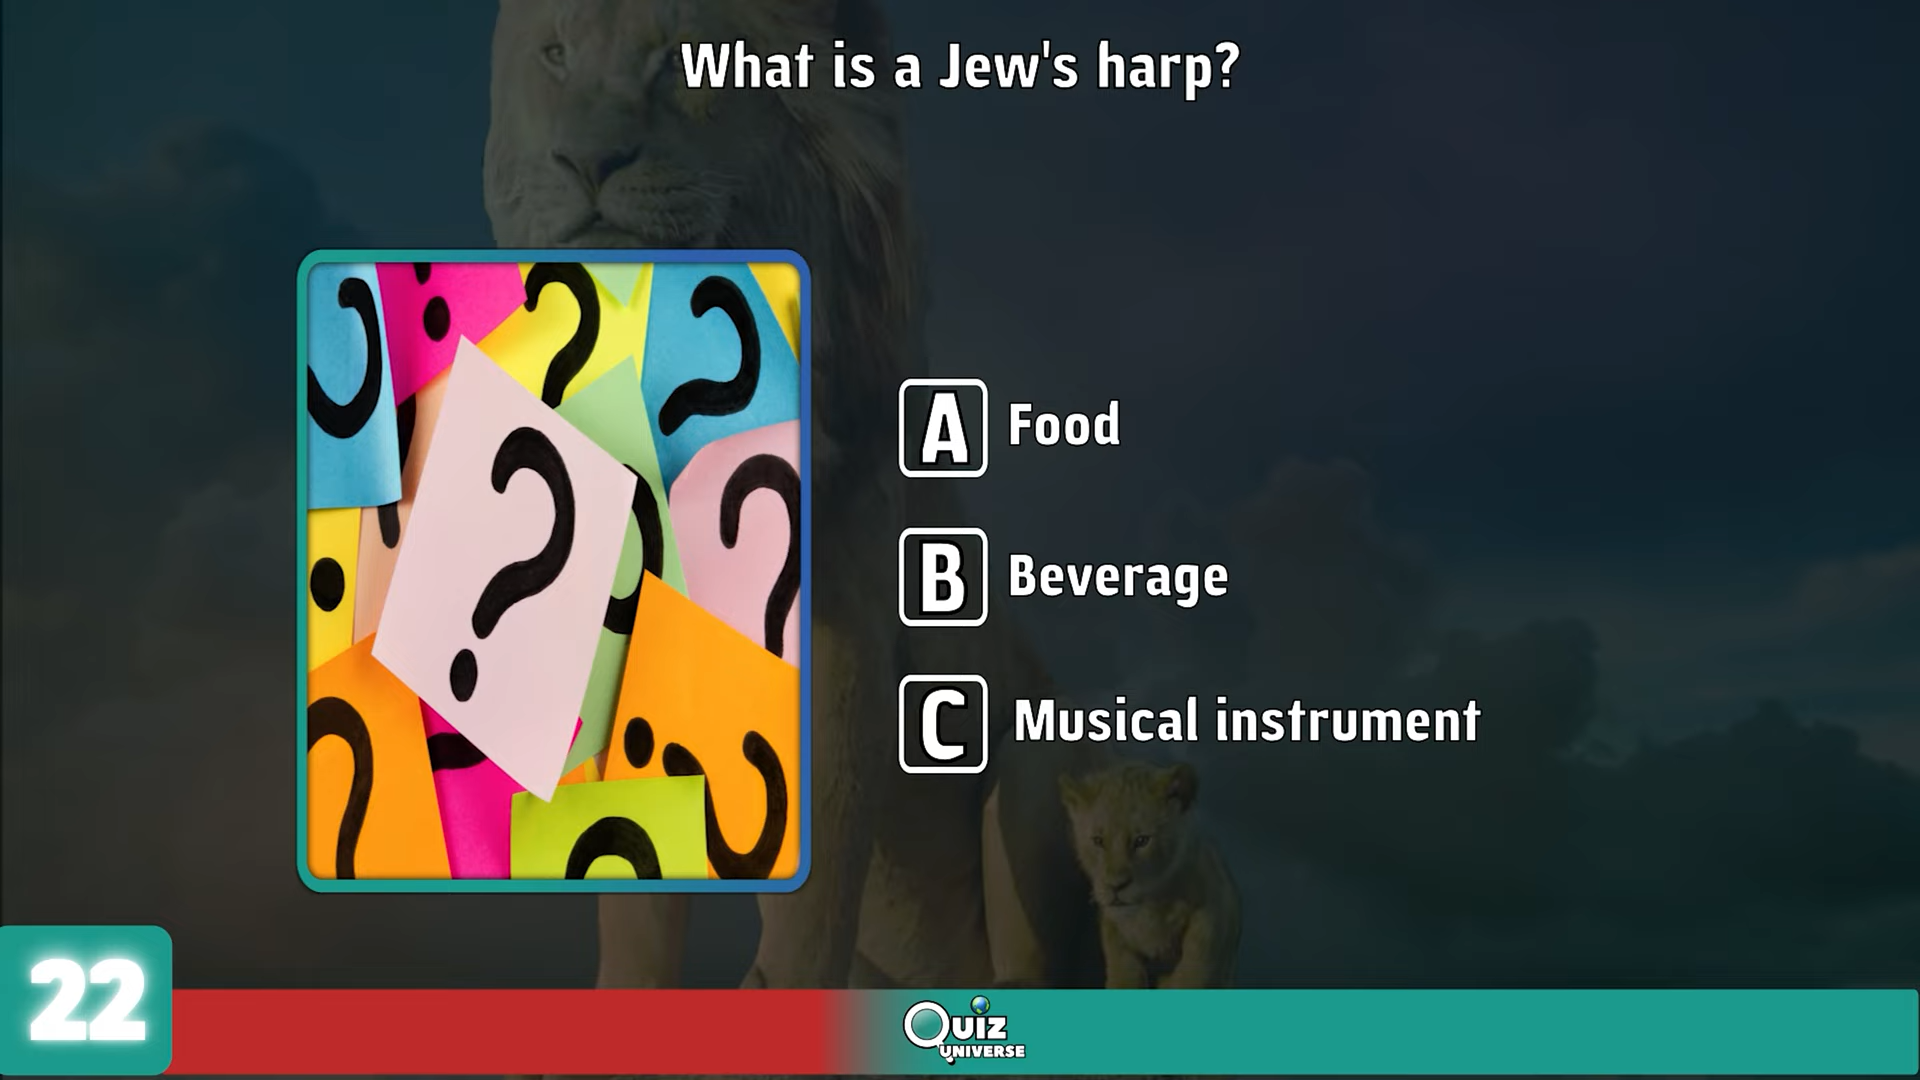 What is a Jew's harp?
A Food
B Beverage
C Musical instrument
22
QUIZ
UNIVERSE